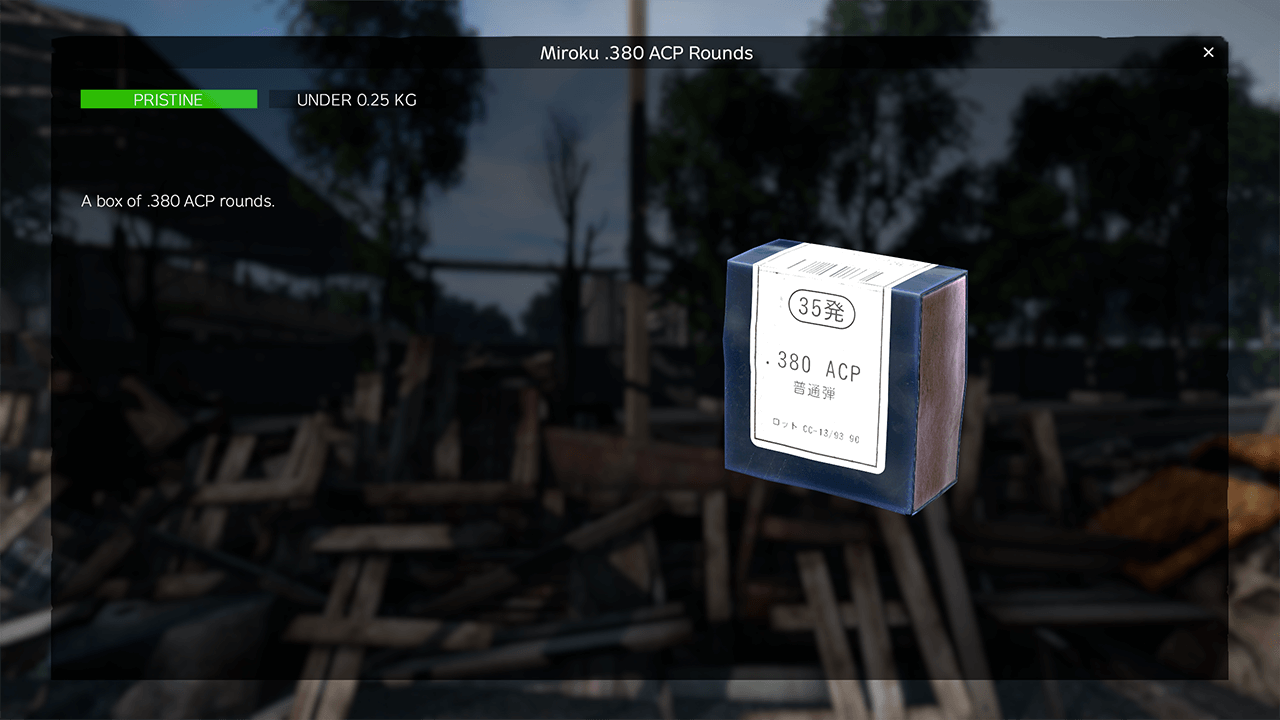 Miroku .380 ACP Rounds
PRISTINE
UNDER 0.25 KG
A box of .380 ACP rounds.
35発
.380 ACP
普通弾
ロット CC-13/93 96